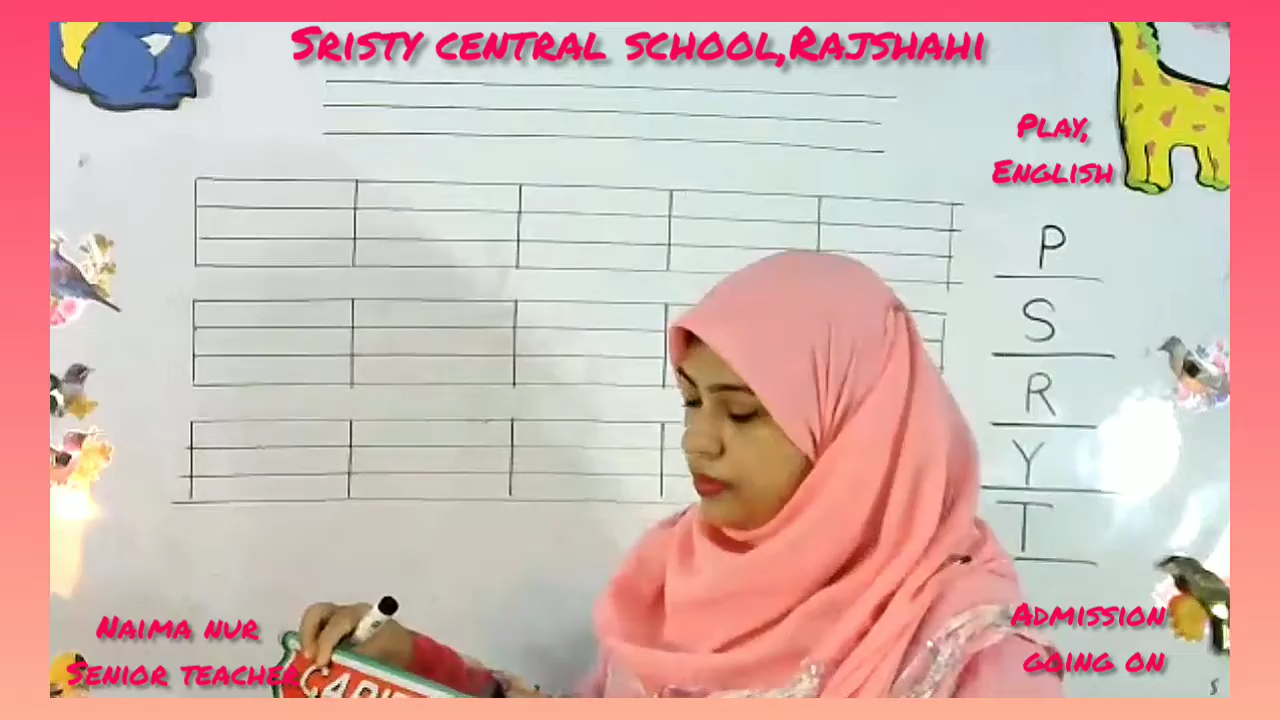 Sristy central school,Rajshahi
Play,
English
P
S
R
Y
T
Naima nur
Senior teacher
Admission
going on